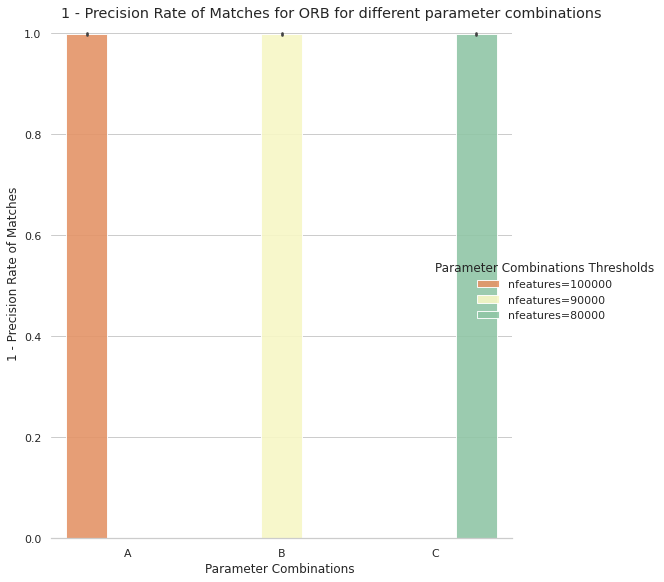 1 - Precision Rate of Matches for ORB for different parameter combinations
1.0
0.8
0.6
0.4
0.2
0.0
1 - Precision Rate of Matches
A
B
C
Parameter Combinations
Parameter Combinations Thresholds
nfeatures=100000
nfeatures=90000
nfeatures=80000